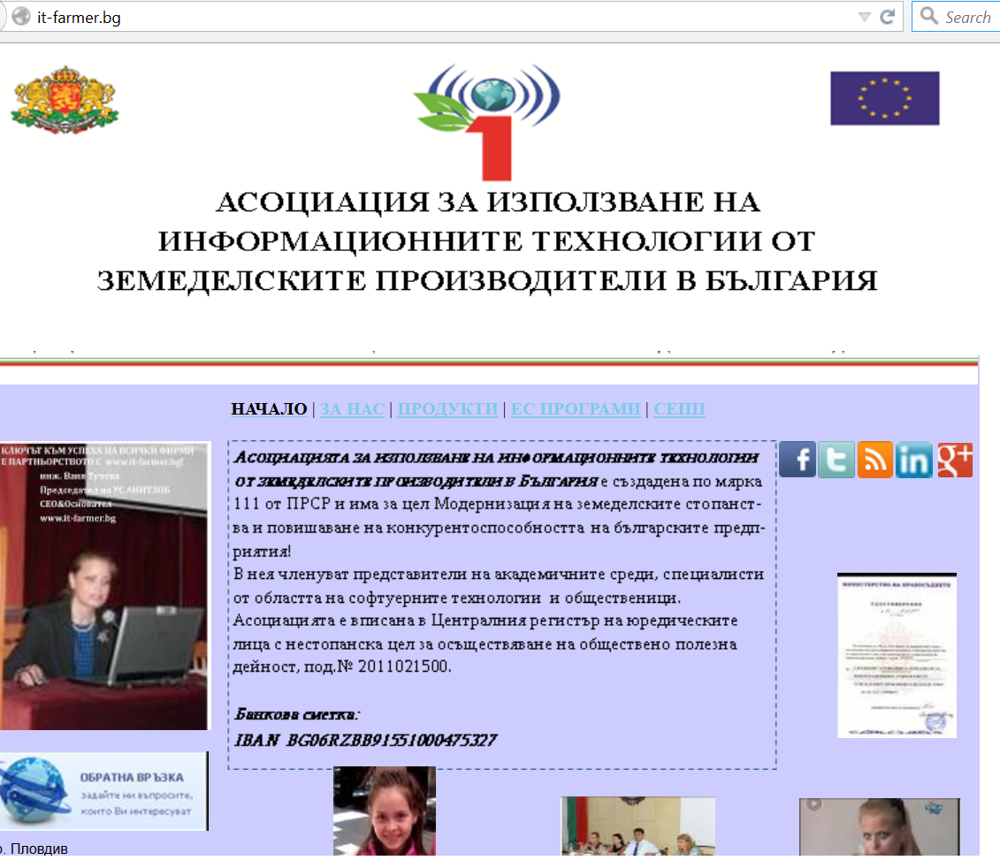 it-farmer.bg
Search
АСОЦИАЦИЯ ЗА ИЗПОЛЗВАНЕ НА
ИНФОРМАЦИОННИТЕ ТЕХНОЛОГИИ ОТ
ЗЕМЕДЕЛСКИТЕ ПРОИЗВОДИТЕЛИ В БЪЛГАРИЯ
НАЧАЛО | ЗА НАС | ПРОДУКТИ | ЕС ПРОГРАМИ | СЕПП
КЛЮЧЪТ КЪМ УСПЕХА НА ВСИЧКИ ФИРМИ
Е ПАРТНЬОРСТВОТО С www.it-farmer.bg!
инж. Ваня Тучева
Председател на УС АИИТЗПБ
CEO&Основател
www.it-farmer.bg
Асоциацията за използване на информационните технологии
от земеделските производители в България е създадена по мярка
111 от ПРСР и има за цел Модернизация на земеделските стопанст-
ва и повишаване на конкурентоспособността на българските предп-
риятия!
В нея членуват представители на академичните среди, специалисти
от областта на софтуерните технологии и общественици.
Асоциацията е вписана в Централния регистър на юридическите
лица с нестопанска цел за осъществяване на обществено полезна
дейност, под.№ 2011021500.
Банкова сметка:
IBAN BG06RZBB91551000475327
МИНИСТЕРСТВО НА ПРАВОСЪДИЕТО
УДОСТОВЕРЕНИЕ
ОБРАТНА ВРЪЗКА
задайте ни въпросите,
които Ви интересуват
Пловдив